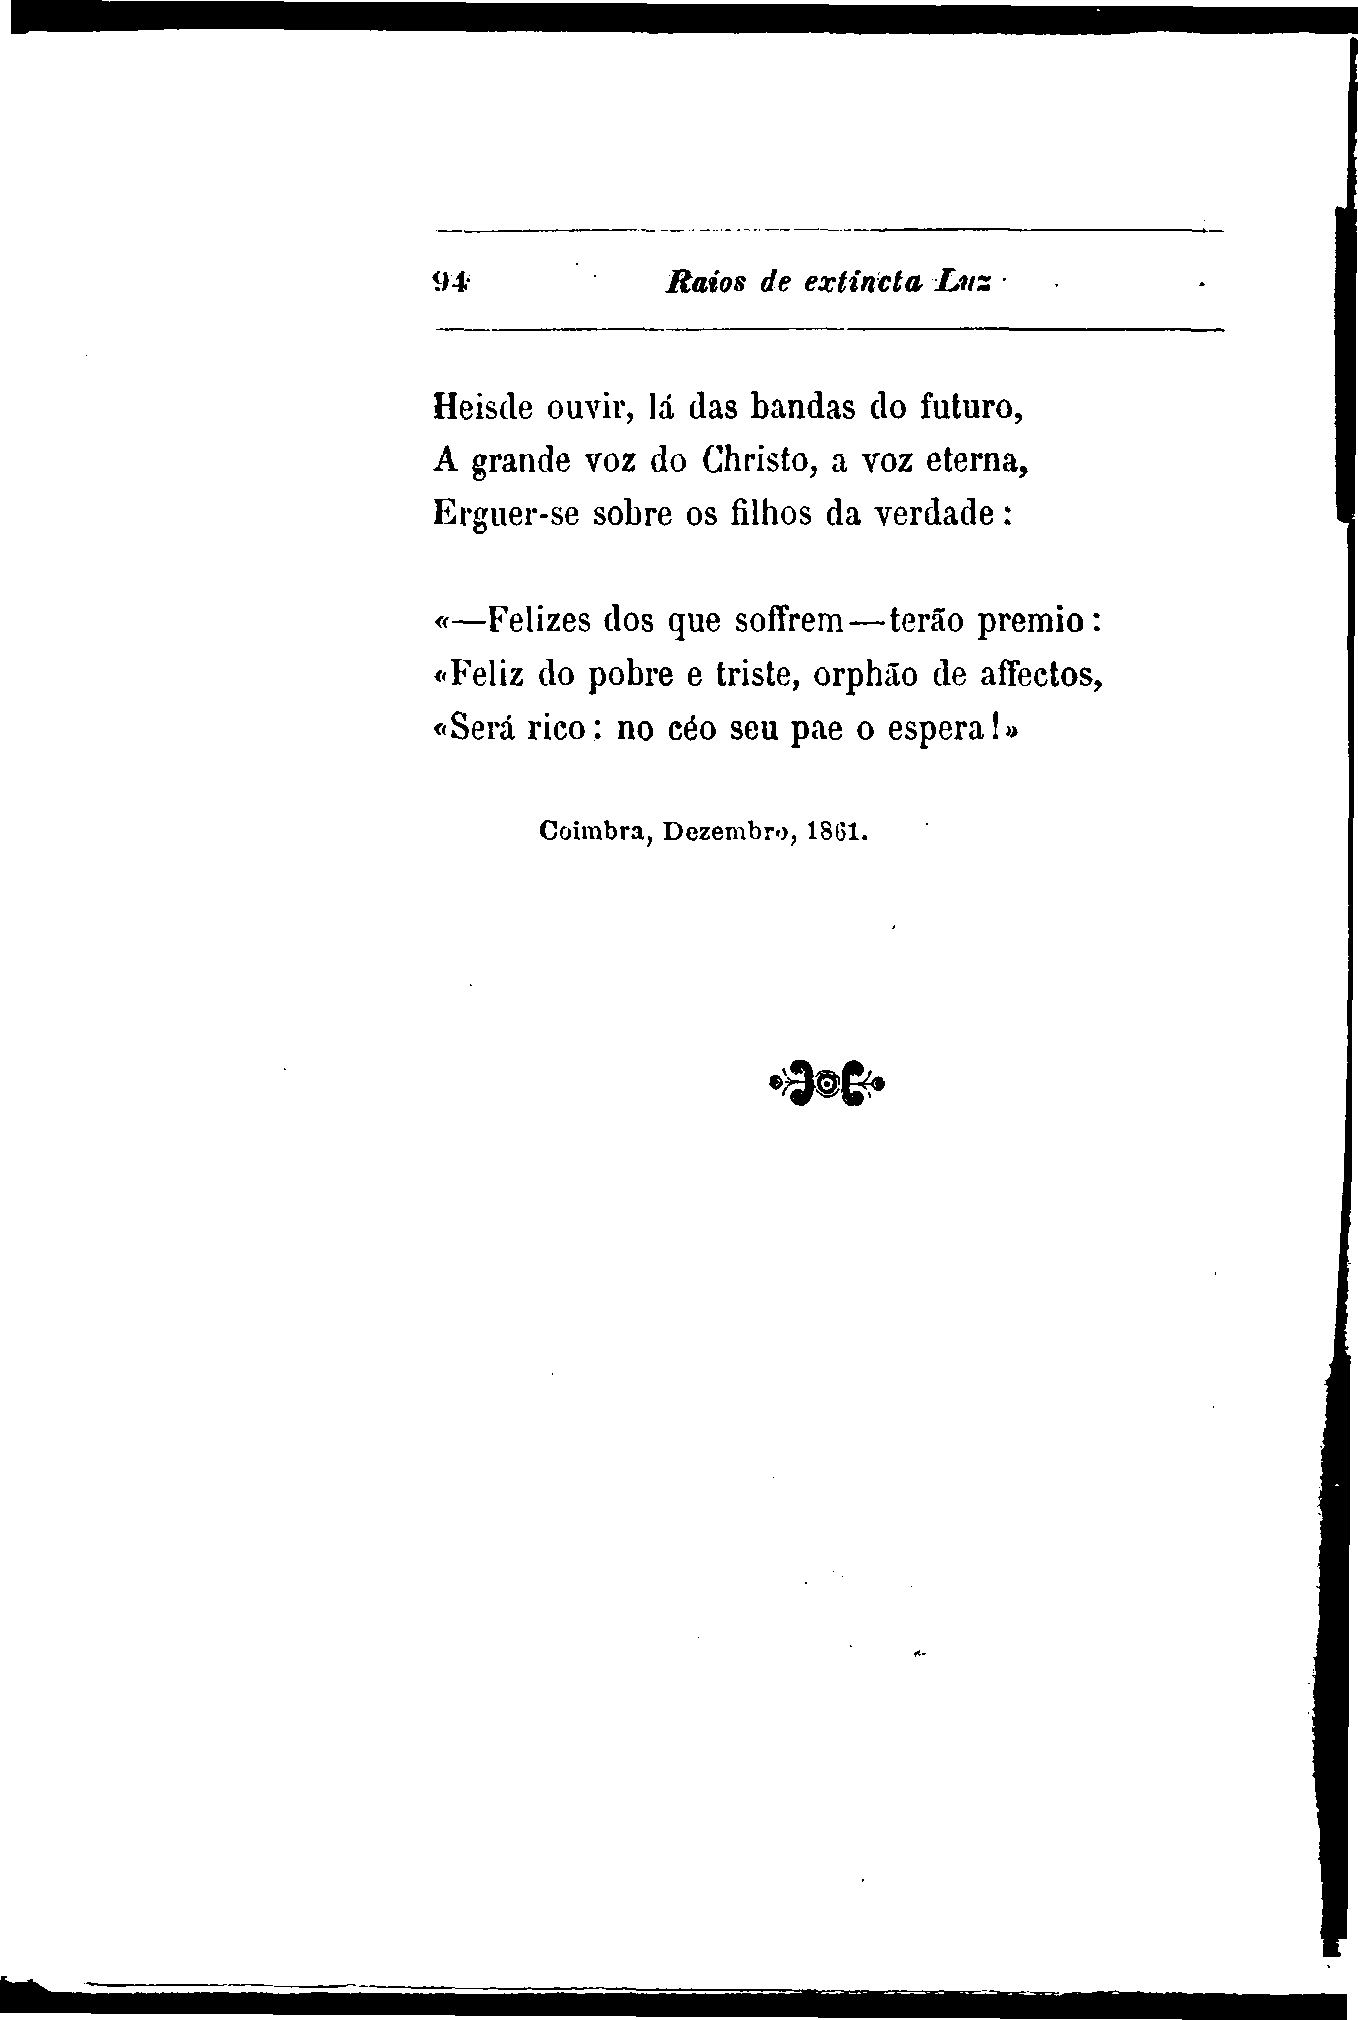 94 Raios de extincta Luz
Heisde ouvir, lá das bandas do futuro,
A grande voz do Christo, a voz eterna,
Erguer-se sobre os filhos da verdade:
«—Felizes dos que soffrem—terão premio:
«Feliz do pobre e triste, orphão de affectos,
«Será rico: no céo seu pae o espera!»
Coimbra, Dezembro, 1861.